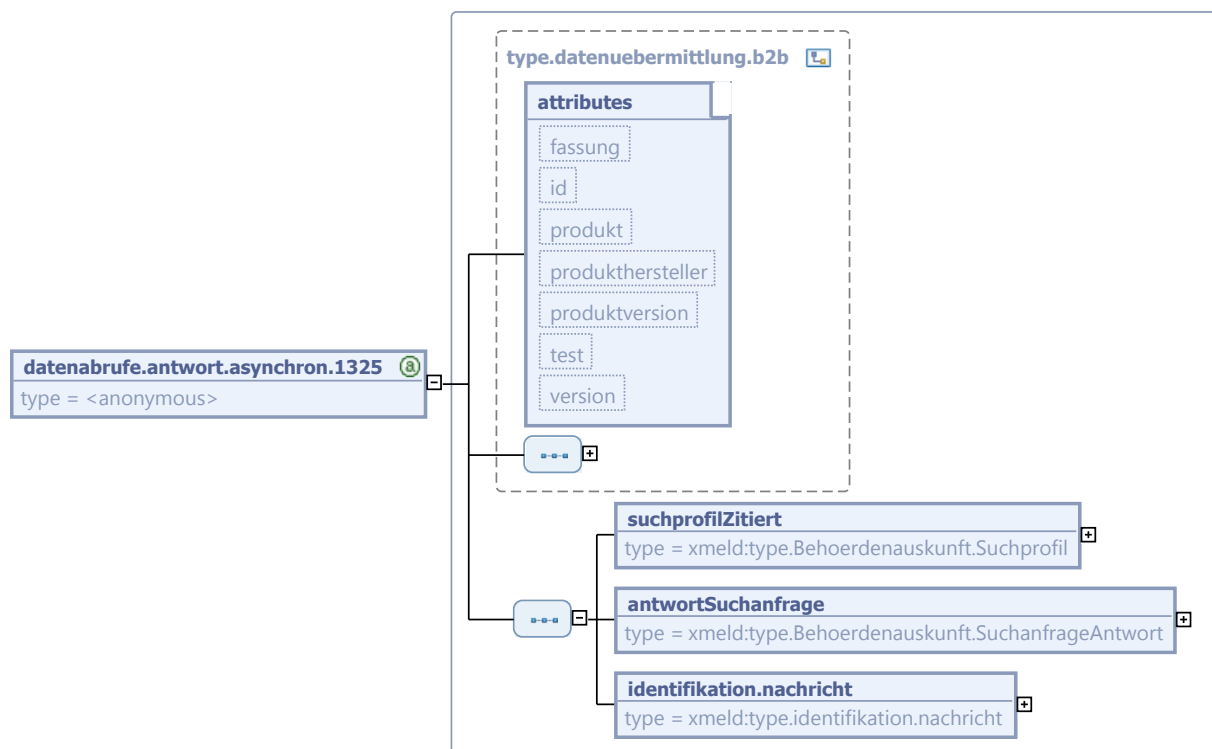 type.datenuebermittlung.b2b
attributes
fassung
id
produkt
produkthersteller
produktversion
test
version
datenabrufe.antwort.asynchron.1325 a
type = <anonymous>
suchprofilZitiert
type = xmeld:type.Behoerdenauskunft.Suchprofil
antwortSuchanfrage
type = xmeld:type.Behoerdenauskunft.SuchanfrageAntwort
identifikation.nachricht
type = xmeld:type.identifikation.nachricht